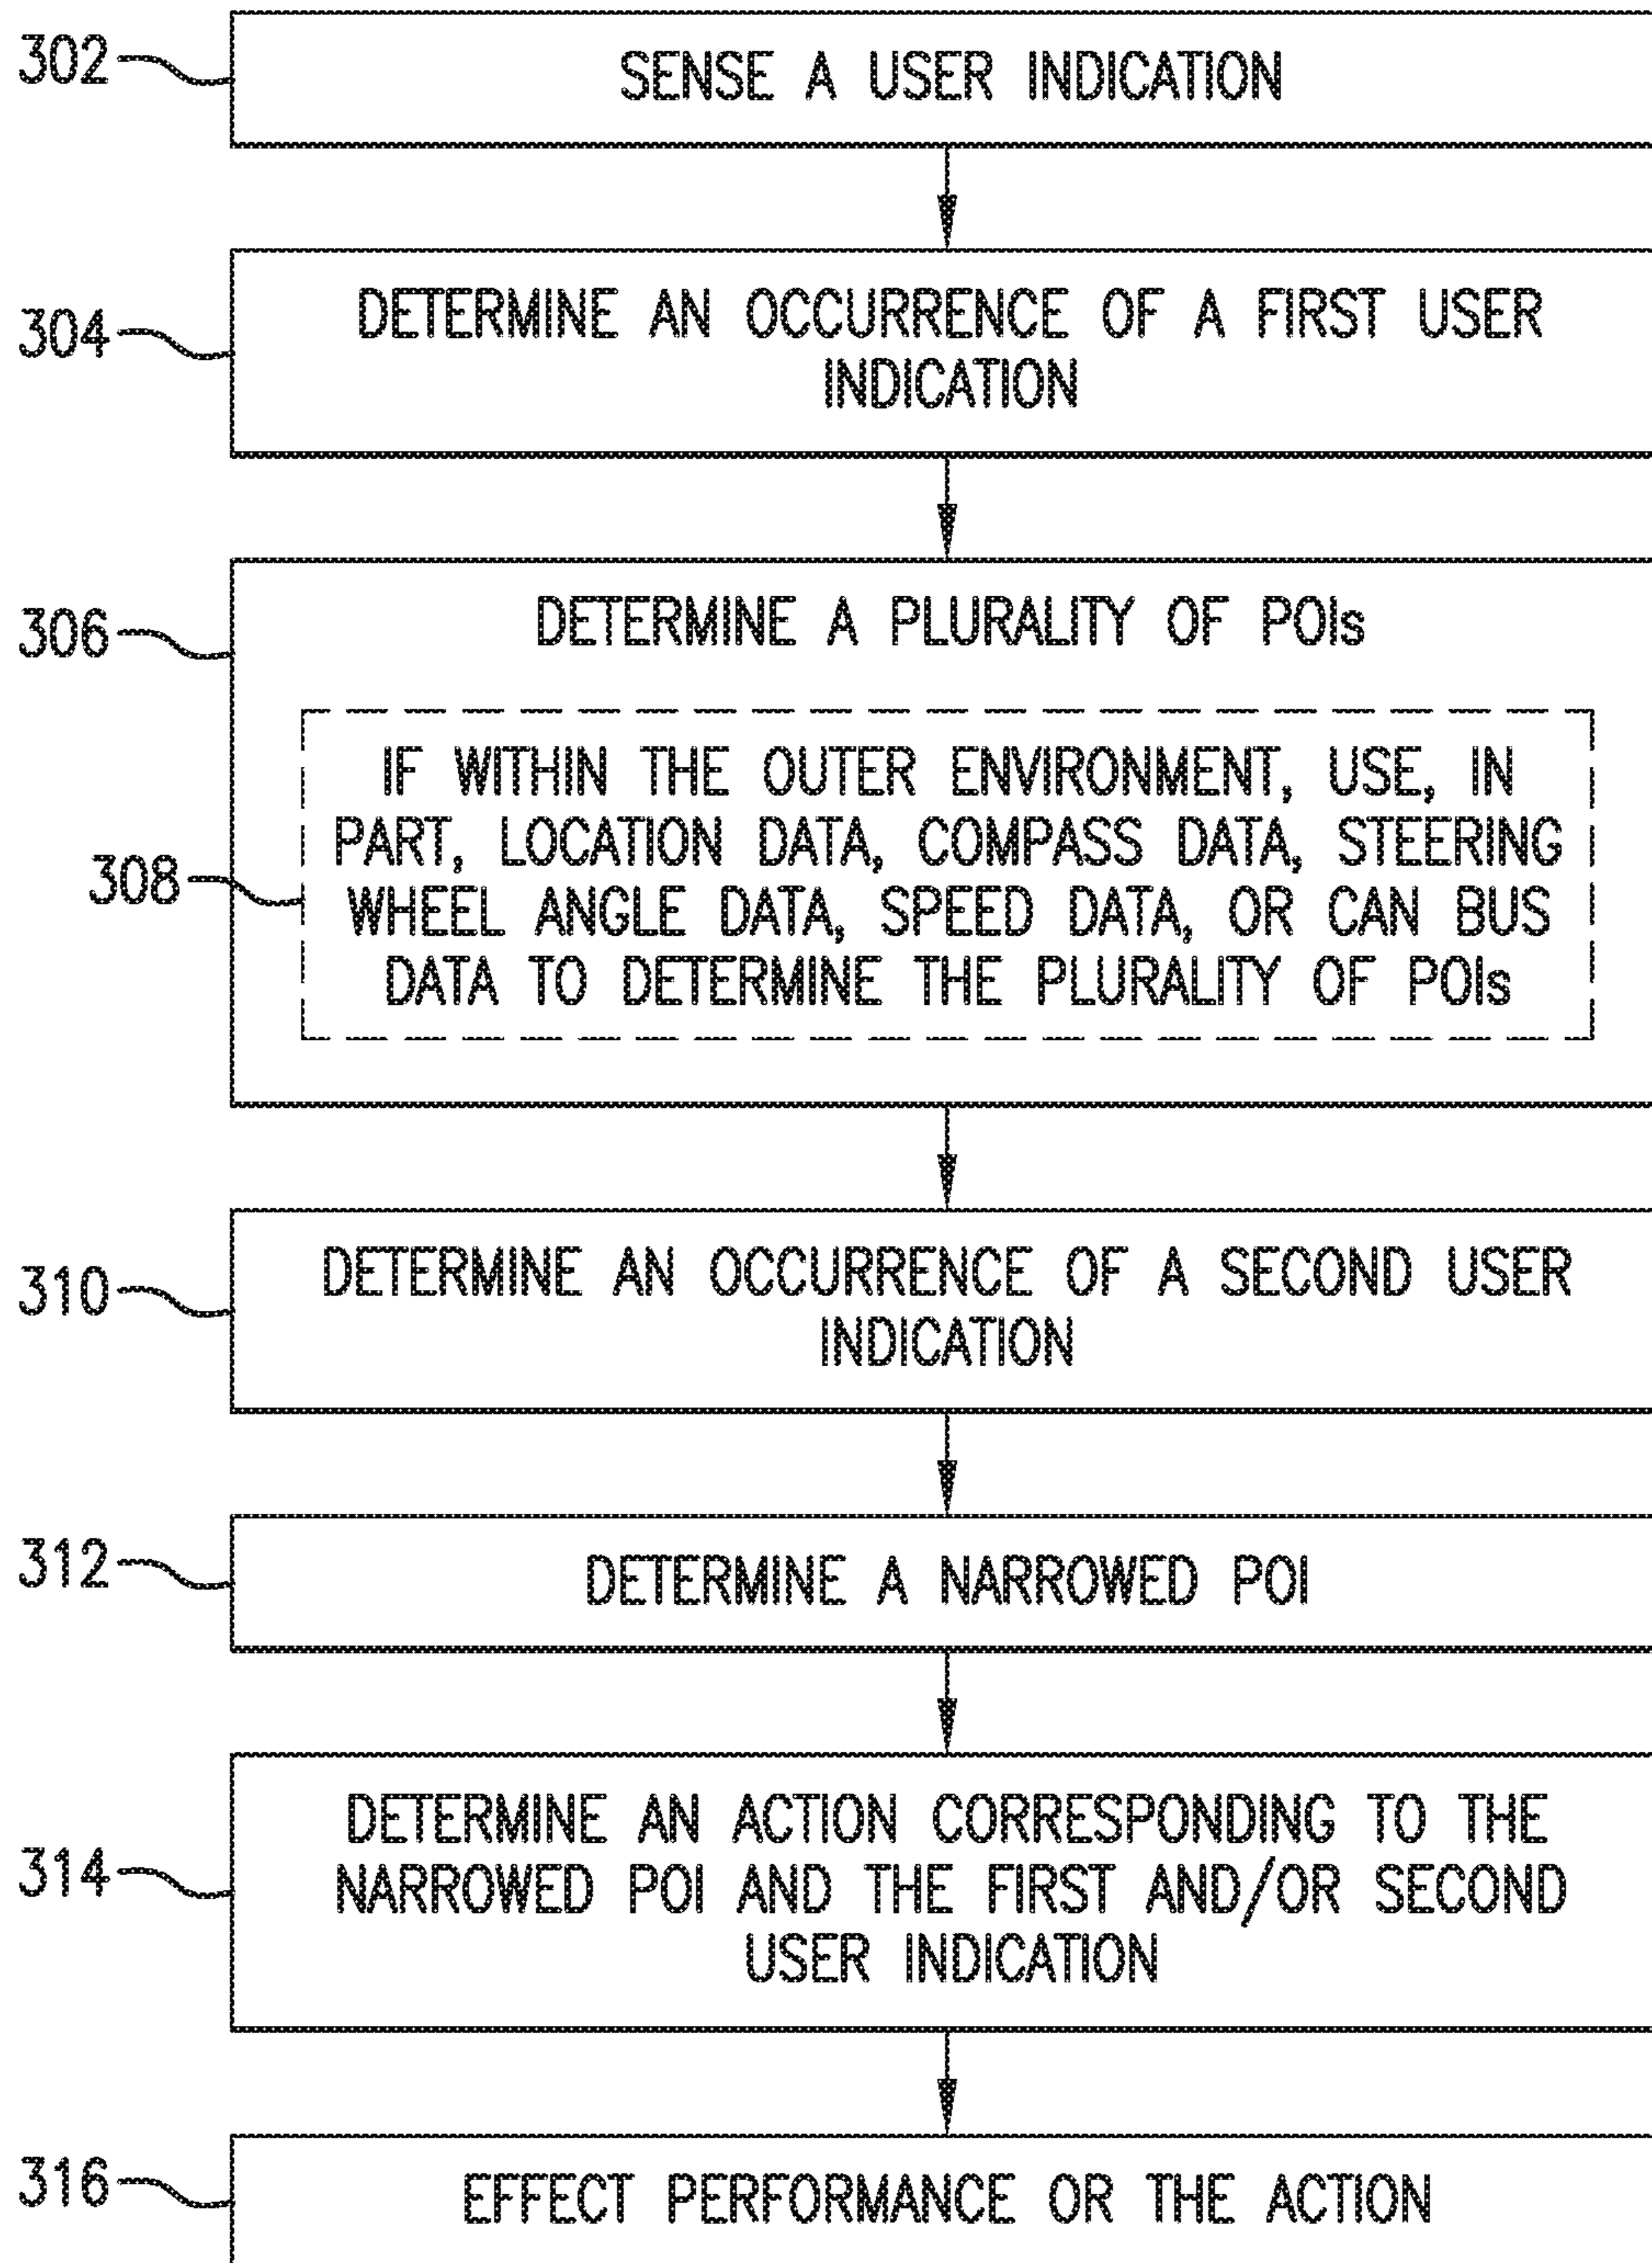 302
SENSE A USER INDICATION
304
DETERMINE AN OCCURRENCE OF A FIRST USER
INDICATION
306
DETERMINE A PLURALITY OF POIs
308
IF WITHIN THE OUTER ENVIRONMENT, USE, IN
PART, LOCATION DATA, COMPASS DATA, STEERING
WHEEL ANGLE DATA, SPEED DATA, OR CAN BUS
DATA TO DETERMINE THE PLURALITY OF POIs
310
DETERMINE AN OCCURRENCE OF A SECOND USER
INDICATION
312
DETERMINE A NARROWED POI
314
DETERMINE AN ACTION CORRESPONDING TO THE
NARROWED POI AND THE FIRST AND/OR SECOND
USER INDICATION
316
EFFECT PERFORMANCE OR THE ACTION